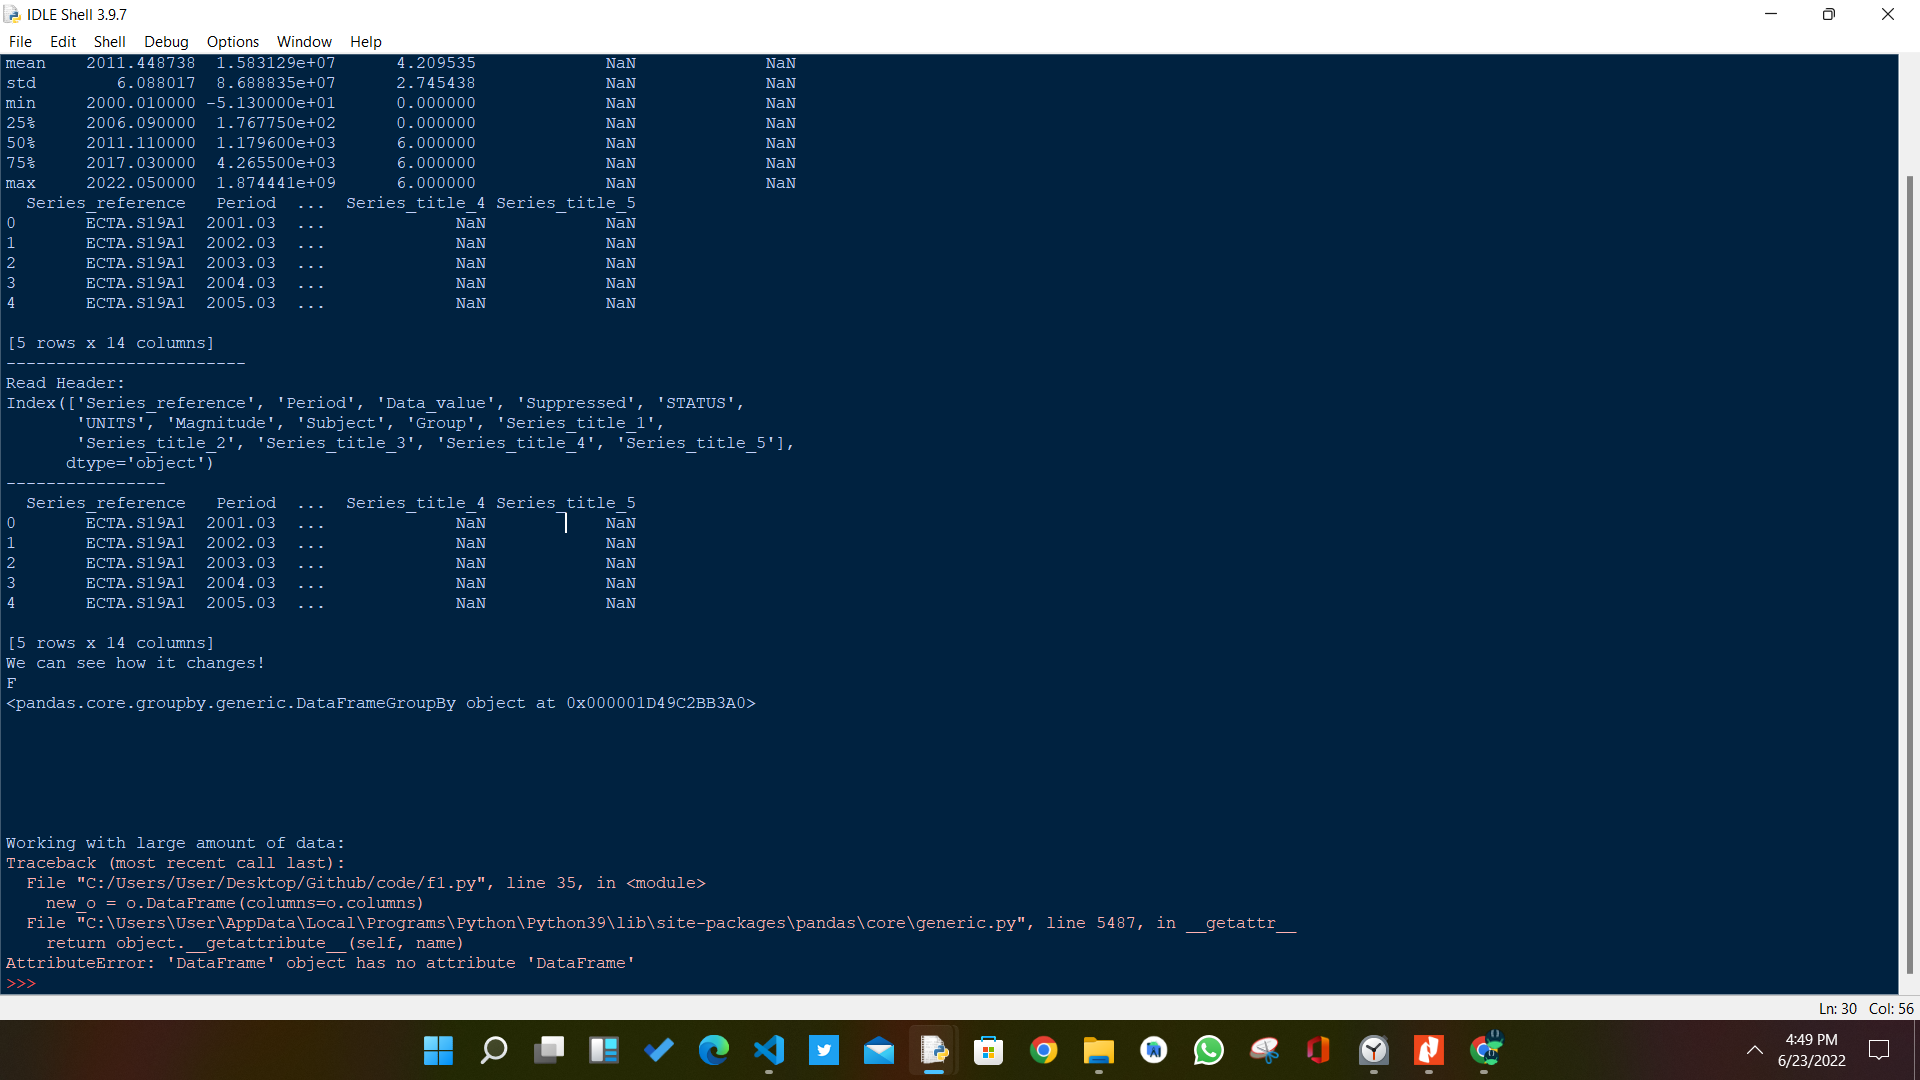 IDLE Shell 3.9.7
File Edit Shell Debug Options Window Help
mean 2011.448738 1.583129e+07 4.209535 NaN NaN
std 6.088017 8.688835e+07 2.745438 NaN NaN
min 2000.010000 -5.130000e+01 0.000000 NaN NaN
25% 2006.090000 1.767750e+02 0.000000 NaN NaN
50% 2011.110000 1.179600e+03 6.000000 NaN NaN
75% 2017.030000 4.265500e+03 6.000000 NaN NaN
max 2022.050000 1.874441e+09 6.000000 NaN NaN
Series_reference Period ... Series_title_4 Series_title_5
0 ECTA.S19A1 2001.03 ... NaN NaN
1 ECTA.S19A1 2002.03 ... NaN NaN
2 ECTA.S19A1 2003.03 ... NaN NaN
3 ECTA.S19A1 2004.03 ... NaN NaN
4 ECTA.S19A1 2005.03 ... NaN NaN
[5 rows x 14 columns]
------------------------
Read Header:
Index(['Series_reference', 'Period', 'Data_value', 'Suppressed', 'STATUS',
'UNITS', 'Magnitude', 'Subject', 'Group', 'Series_title_1',
'Series_title_2', 'Series_title_3', 'Series_title_4', 'Series_title_5'],
dtype='object')
----------------
Series_reference Period ... Series_title_4 Series_title_5
0 ECTA.S19A1 2001.03 ... NaN NaN
1 ECTA.S19A1 2002.03 ... NaN NaN
2 ECTA.S19A1 2003.03 ... NaN NaN
3 ECTA.S19A1 2004.03 ... NaN NaN
4 ECTA.S19A1 2005.03 ... NaN NaN
[5 rows x 14 columns]
We can see how it changes!
F
<pandas.core.groupby.generic.DataFrameGroupBy object at 0x000001D49C2BB3A0>
Working with large amount of data:
Traceback (most recent call last):
File "C:/Users/User/Desktop/Github/code/f1.py", line 35, in <module>
new_o = o.DataFrame(columns=o.columns)
File "C:\Users\User\AppData\Local\Programs\Python\Python39\lib\site-packages\pandas\core\generic.py", line 5487, in __getattr__
return object.__getattribute__(self, name)
AttributeError: 'DataFrame' object has no attribute 'DataFrame'
>>>
Ln: 30 Col: 56
4:49 PM
6/23/2022